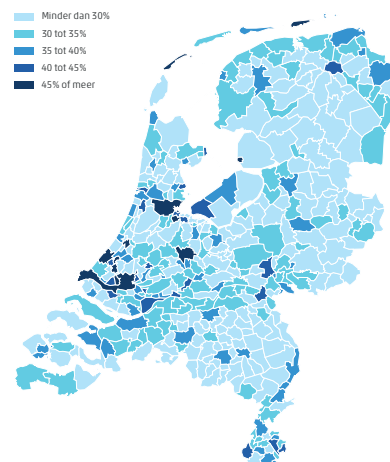 Minder dan 30%
30 tot 35%
35 tot 40%
40 tot 45%
45% of meer